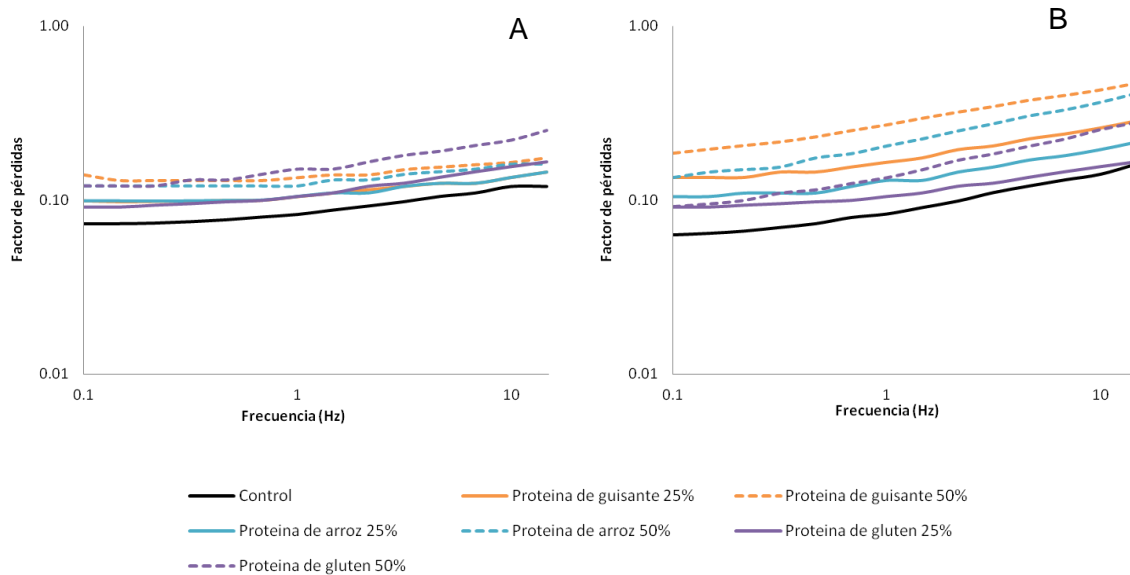 A
1.00
0.10
0.01
Factor de pérdidas
0.1
1
10
Frecuencia (Hz)
B
1.00
0.10
0.01
Factor de pérdidas
0.1
1
10
Frecuencia (Hz)
Control
Proteina de guisante 25%
Proteina de guisante 50%
Proteina de arroz 25%
Proteina de arroz 50%
Proteina de gluten 25%
Proteina de gluten 50%